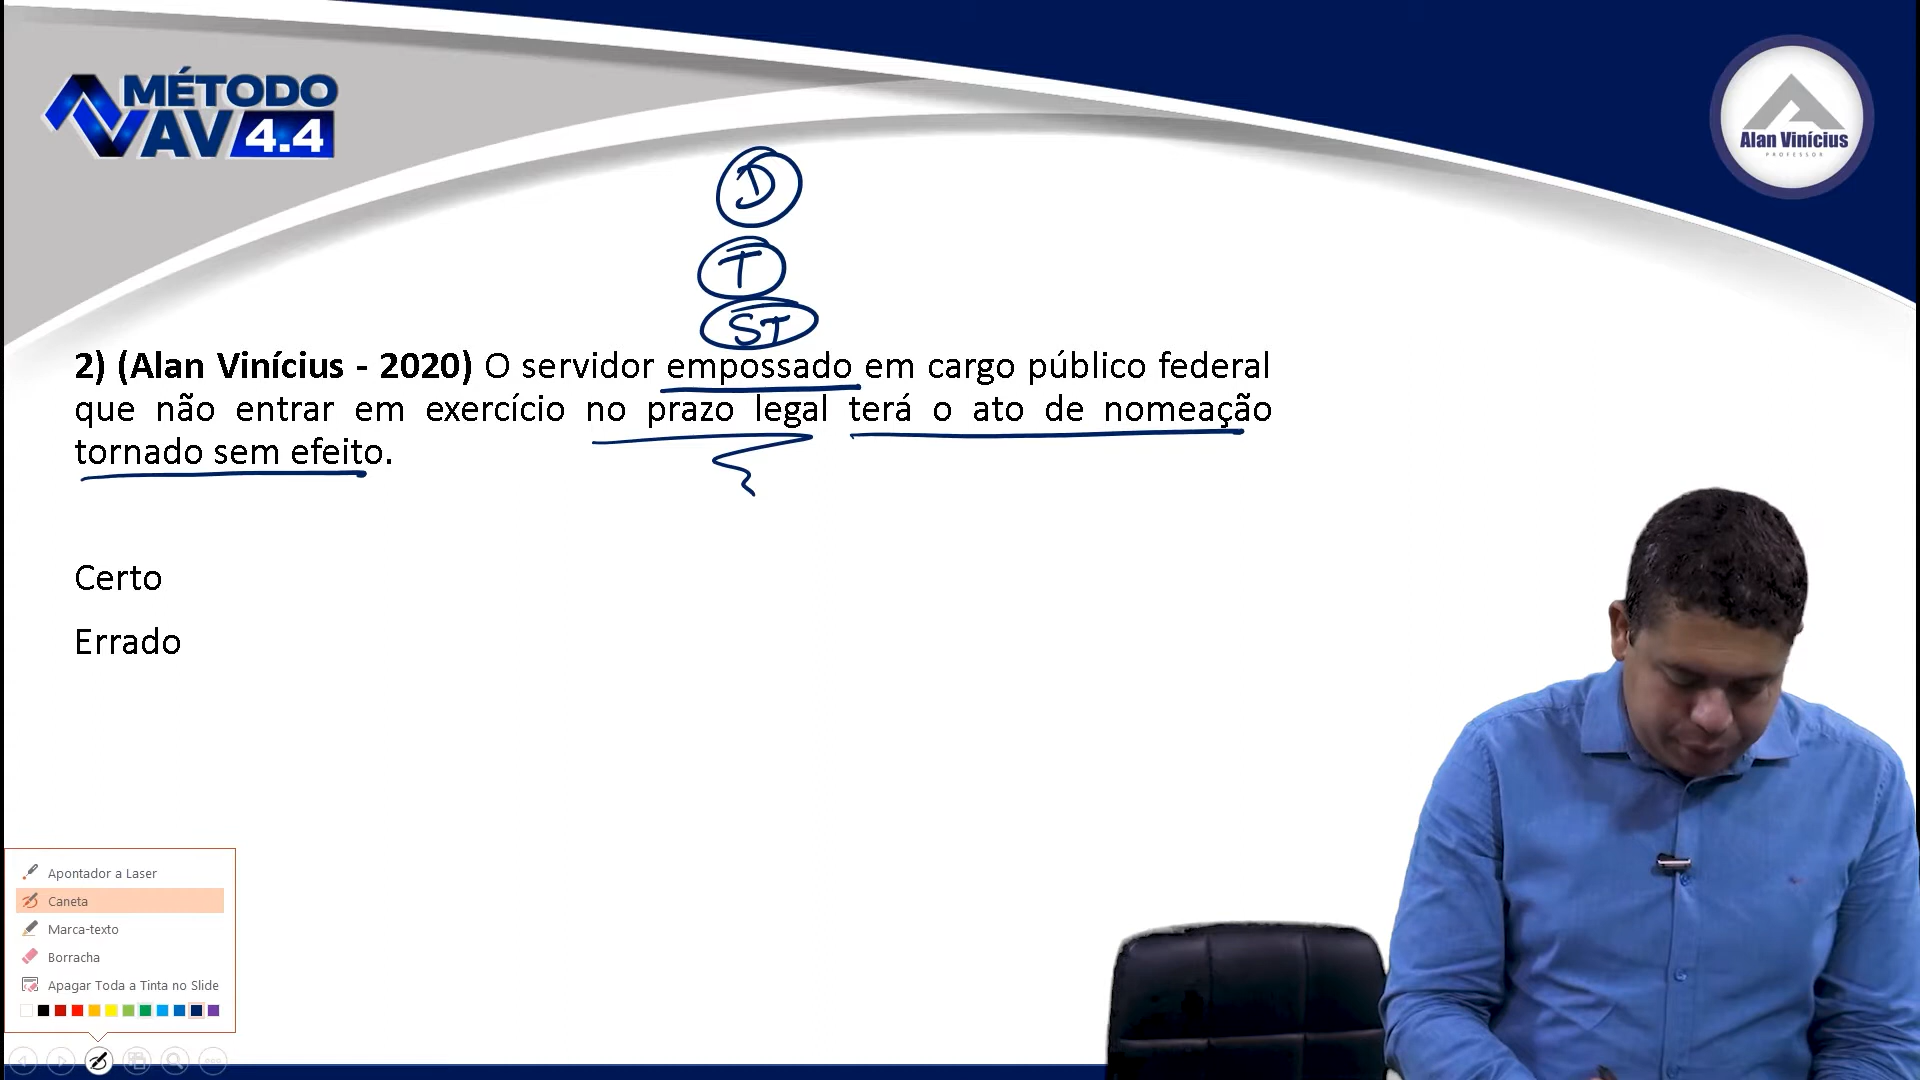 MÉTODO
AV 4.4
Alan Vinícius
PROFESSOR
D
T
ST
2) (Alan Vinícius - 2020) O servidor empossado em cargo público federal
que não entrar em exercício no prazo legal terá o ato de nomeação
tornado sem efeito.
Certo
Errado
Apontador a Laser
Caneta
Marca-texto
Borracha
Apagar Toda a Tinta no Slide